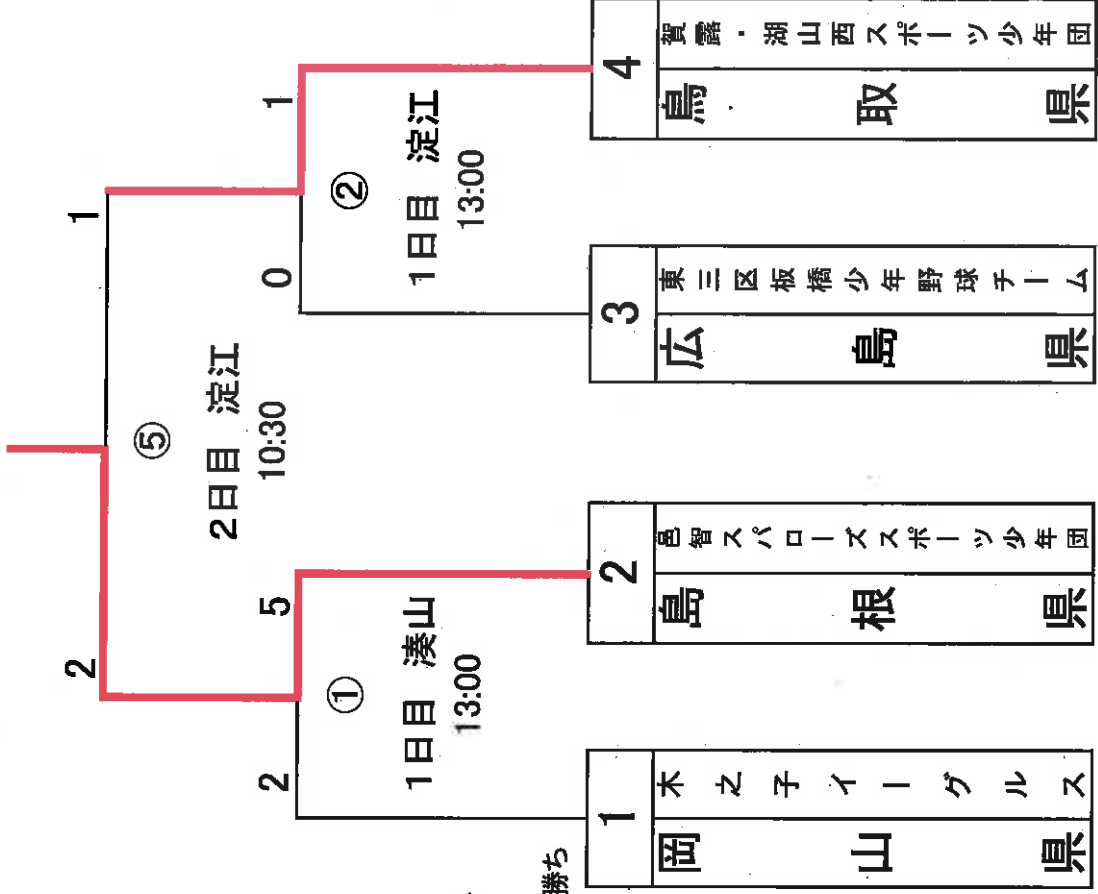 1
2
⑤
2日目 淀江
10:30
1
0
②
1日目 淀江
13:00
5
2
①
1日目 湊山
13:00
勝ち
4
賀露・湖山西スポーツ少年団
鳥取県
3
東三区板橋少年野球チーム
広島県
2
邑智スパローズスポーツ少年団
島根県
1
木之子イーグルス
岡山県